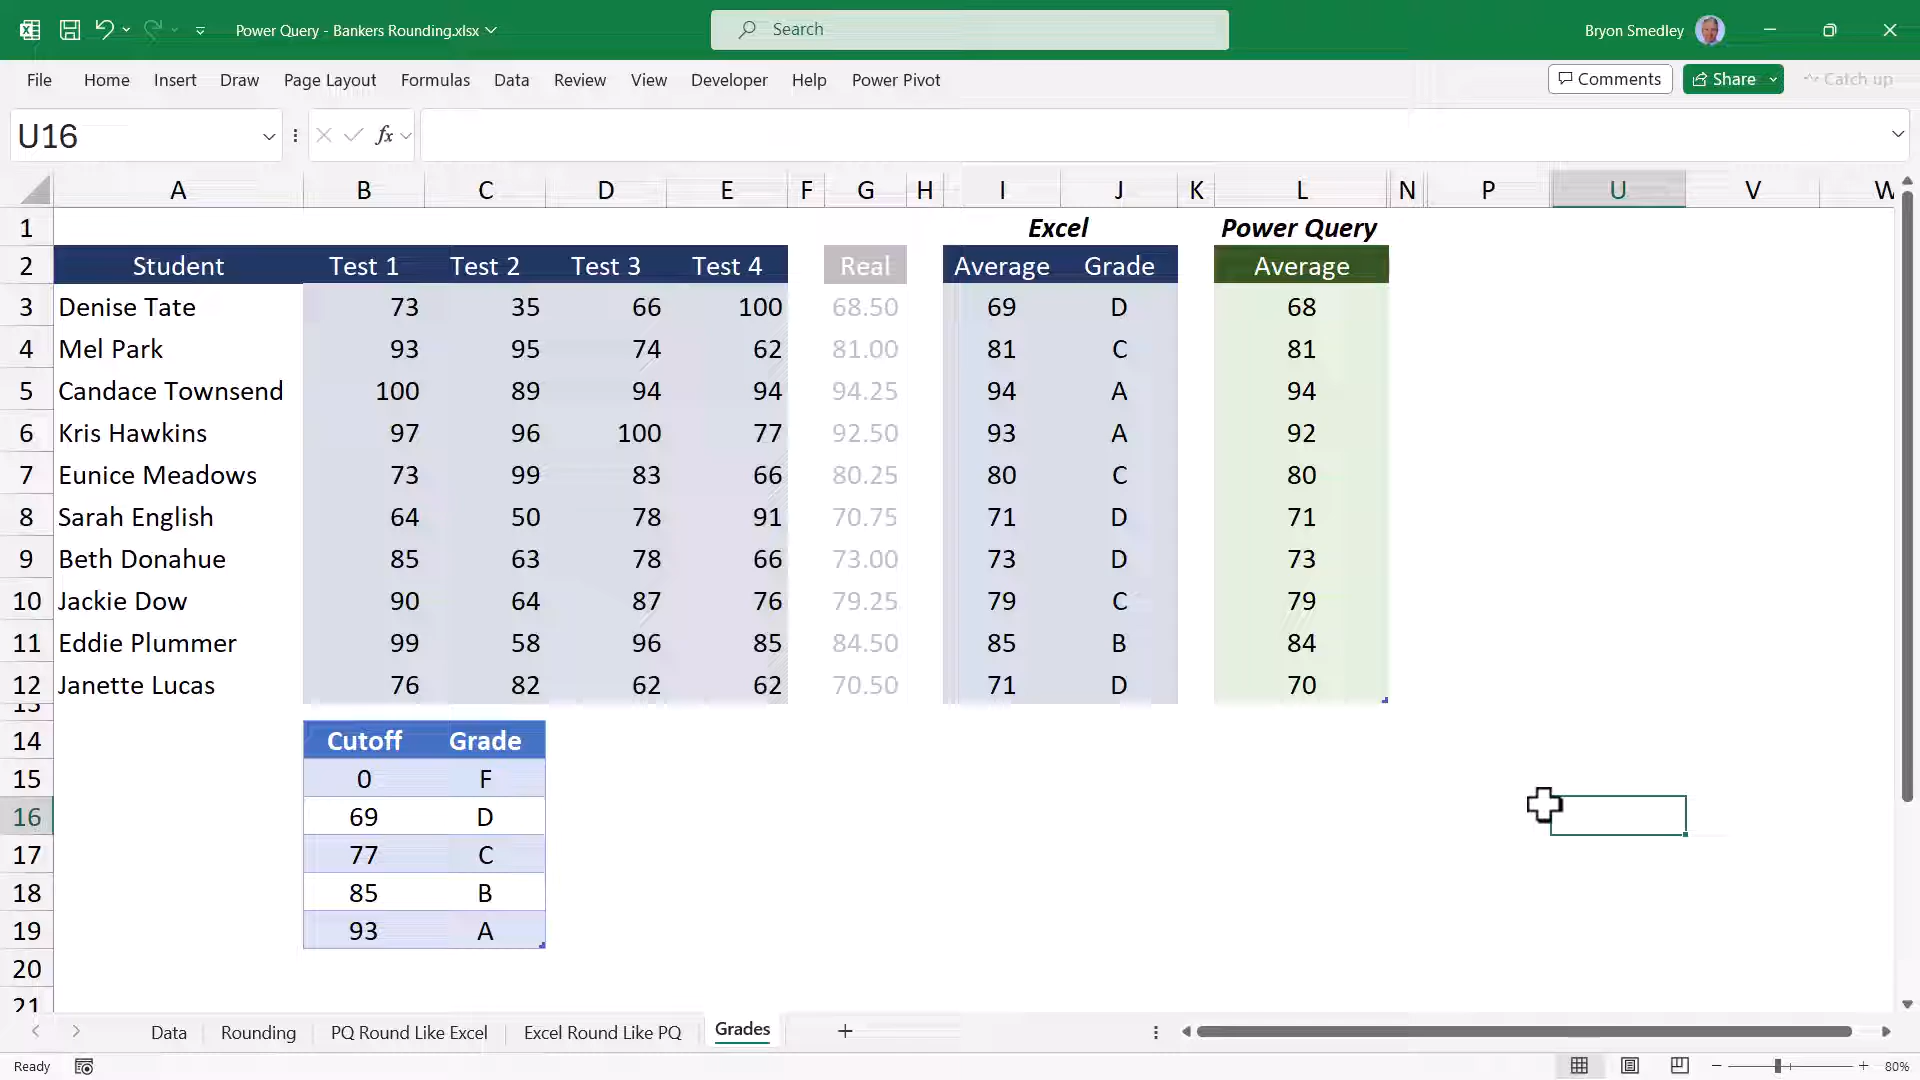 Power Query - Bankers Rounding.xlsx
Search
Bryon Smedley
File Home Insert Draw Page Layout Formulas Data Review View Developer Help Power Pivot
Comments Share Catch up
U16 fx
A B C D E F G H I J K L N P U V W
1 Excel Power Query
2 Student Test 1 Test 2 Test 3 Test 4 Real Average Grade Average
3 Denise Tate 73 35 66 100 68.50 69 D 68
4 Mel Park 93 95 74 62 81.00 81 C 81
5 Candace Townsend 100 89 94 94 94.25 94 A 94
6 Kris Hawkins 97 96 100 77 92.50 93 A 92
7 Eunice Meadows 73 99 83 66 80.25 80 C 80
8 Sarah English 64 50 78 91 70.75 71 D 71
9 Beth Donahue 85 63 78 66 73.00 73 D 73
10 Jackie Dow 90 64 87 76 79.25 79 C 79
11 Eddie Plummer 99 58 96 85 84.50 85 B 84
12 Janette Lucas 76 82 62 62 70.50 71 D 70
13
14 Cutoff Grade
15 0 F
16 69 D
17 77 C
18 85 B
19 93 A
20
21
Data Rounding PQ Round Like Excel Excel Round Like PQ Grades
Ready 80%